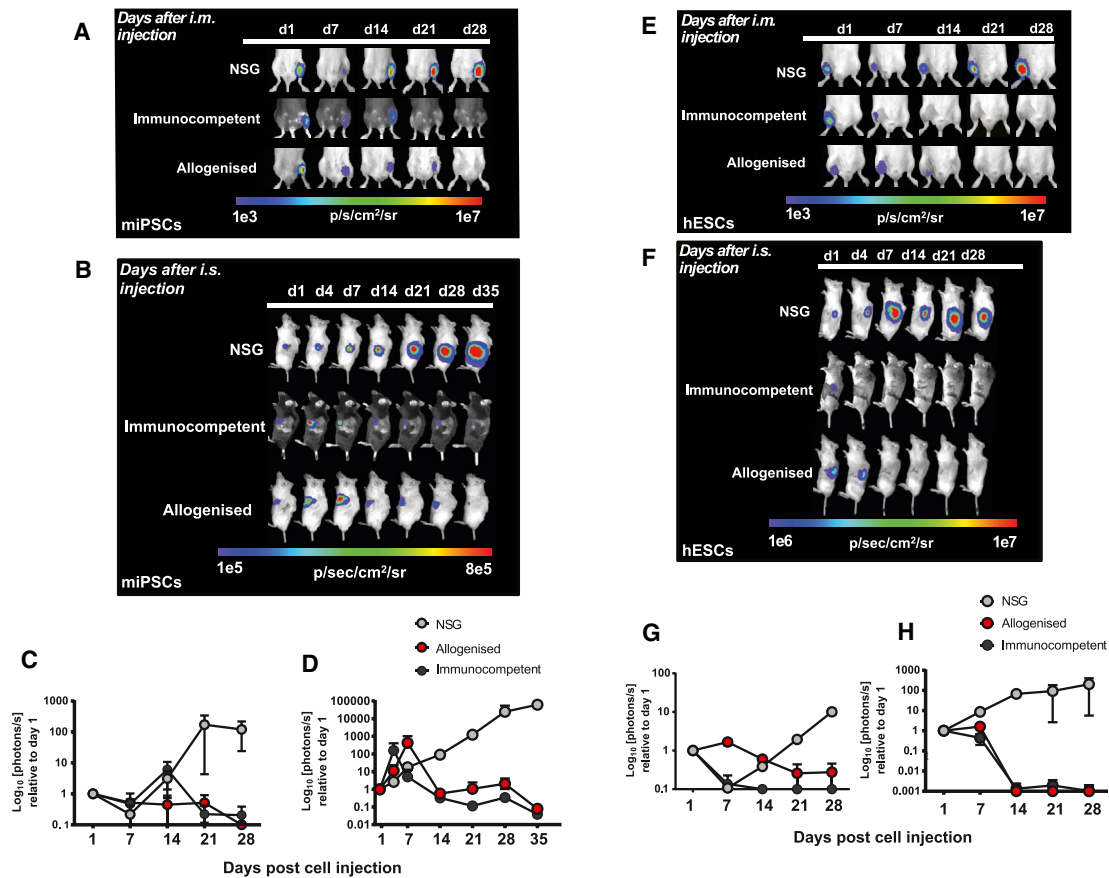 A
Days after i.m.
injection
d1 d7 d14 d21 d28
NSG
Immunocompetent
Allogenised
1e3 p/s/cm²/sr 1e7
miPSCs
B
Days after i.s.
injection
d1 d4 d7 d14 d21 d28 d35
NSG
Immunocompetent
Allogenised
1e5 p/sec/cm²/sr 8e5
miPSCs
E
Days after i.m.
injection
d1 d7 d14 d21 d28
NSG
Immunocompetent
Allogenised
1e3 p/s/cm²/sr 1e7
hESCs
F
Days after i.s.
injection
d1 d4 d7 d14 d21 d28
NSG
Immunocompetent
Allogenised
1e6 p/sec/cm²/sr 1e7
hESCs
NSG
Allogenised
Immunocompetent
C
Log₁₀ [photons/s]
relative to day 1
1000
100
10
1
0.1
1 7 14 21 28
D
Log₁₀ [photons/s]
relative to day 1
100000
10000
1000
100
10
1
0.1
0.01
1 7 14 21 28 35
Days post cell injection
NSG
Allogenised
Immunocompetent
G
Log₁₀ [photons/s]
relative to day 1
100
10
1
0.1
1 7 14 21 28
H
Log₁₀ [photons/s]
relative to day 1
1000
100
10
1
0.1
0.01
0.001
1 7 14 21 28
Days post cell injection